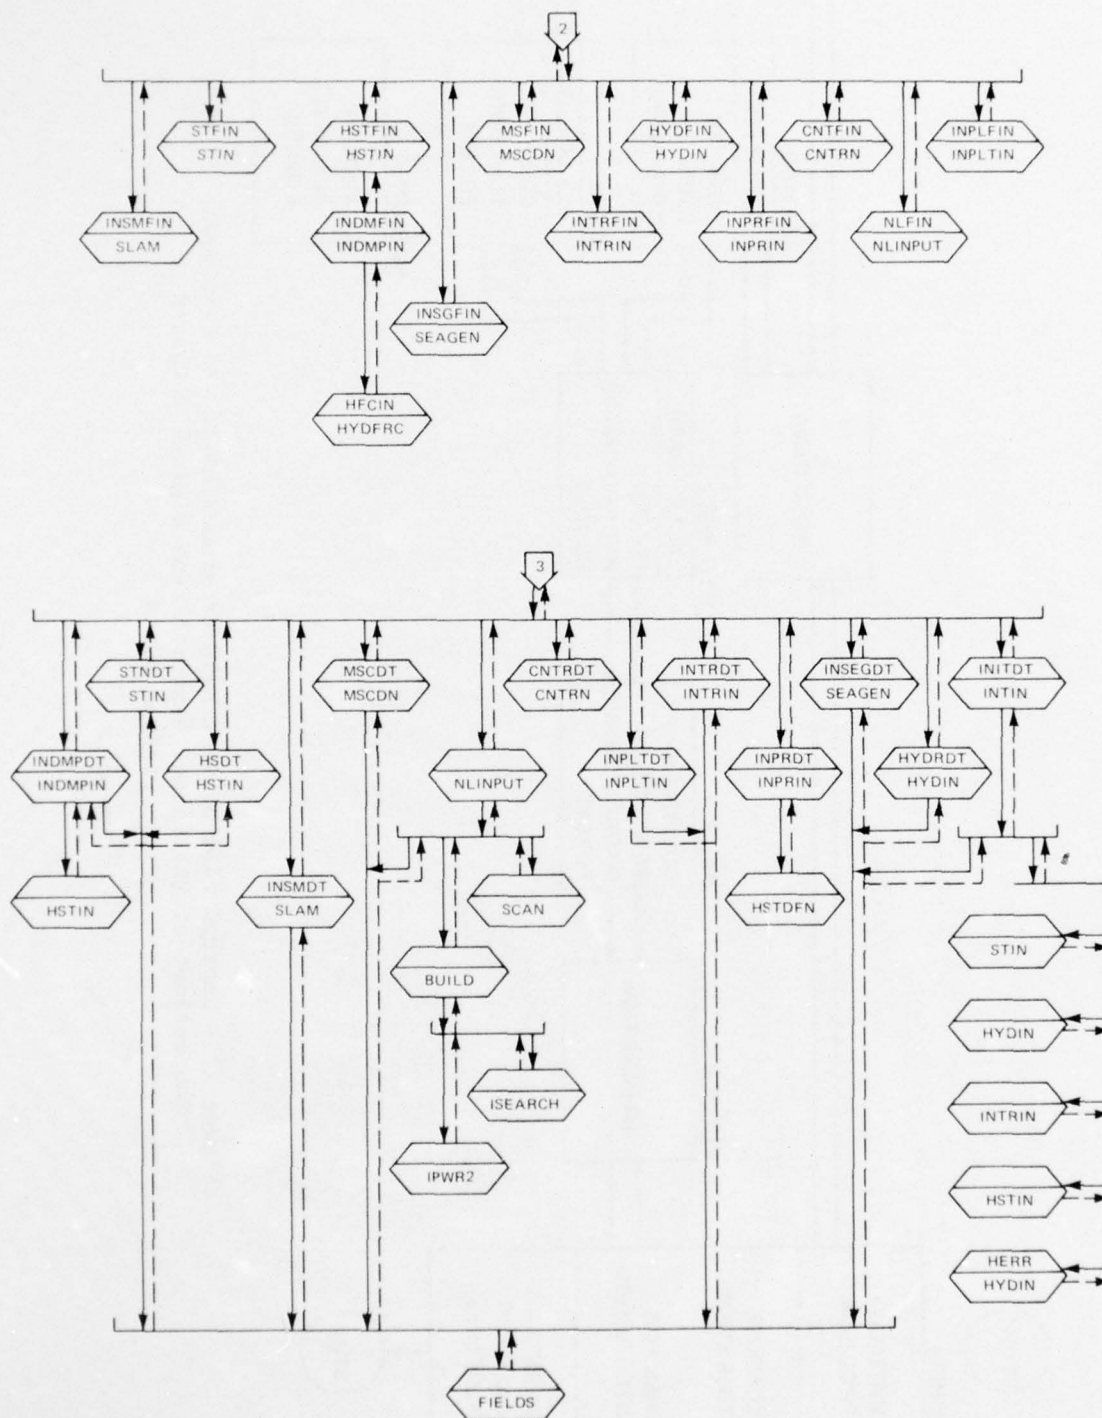 2
STFIN
STIN
HSTFIN
HSTIN
MSFIN
MSCDN
HYDFIN
HYDIN
CNTFIN
CNTRN
INPLFIN
INPLTIN
INSMFIN
SLAM
INDMFIN
INDMPIN
INTRFIN
INTRIN
INPRFIN
INPRIN
NLFIN
NLINPUT
INSGFIN
SEAGEN
HFCIN
HYDFRC
3
STNDT
STIN
MSCDT
MSCDN
CNTRDT
CNTRN
INTRDT
INTRIN
INSEGDT
SEAGEN
INITDT
INTIN
INDMPDT
INDMPIN
HSDT
HSTIN
NLINPUT
INPLTDT
INPLTIN
INPRDT
INPRIN
HYDRDT
HYDIN
HSTIN
INSMDT
SLAM
SCAN
HSTDFN
BUILD
STIN
HYDIN
ISEARCH
INTRIN
IPWR2
HSTIN
HERR
HYDIN
FIELDS